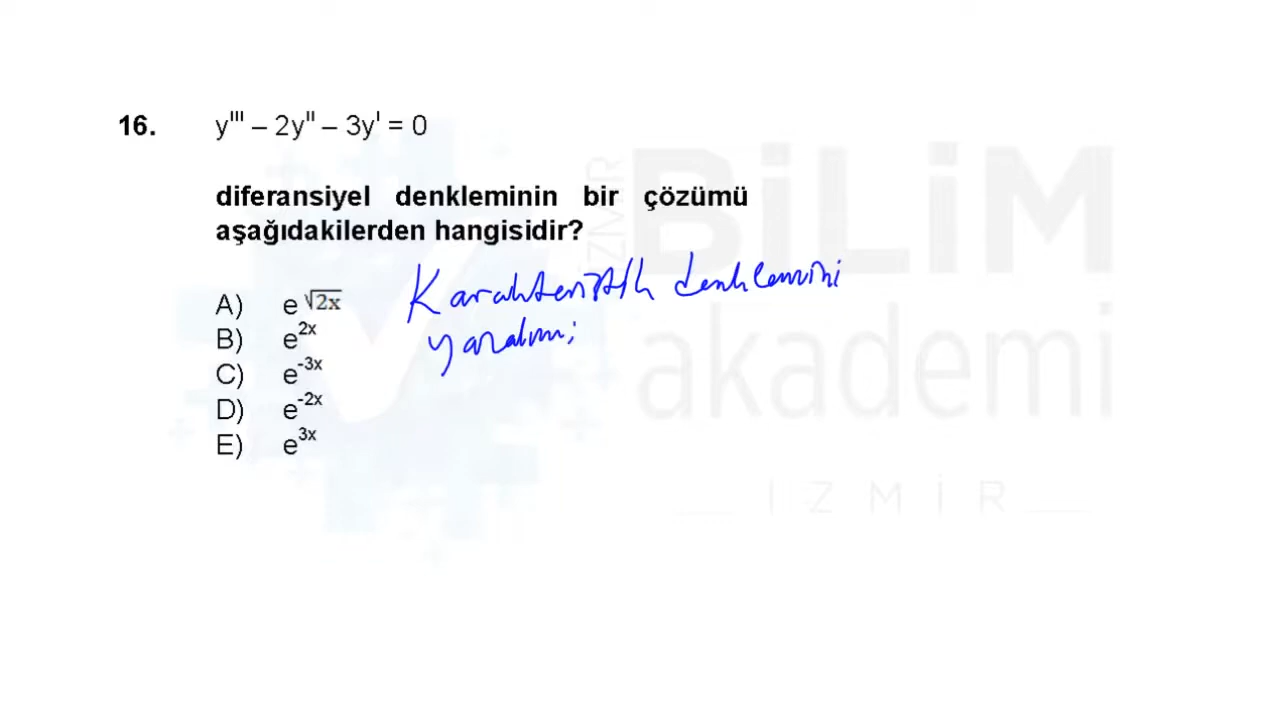 16. y''' – 2y'' – 3y' = 0
diferansiyel denkleminin bir çözümü
aşağıdakilerden hangisidir?
Karakteristik denklemini
yazalım;
A) e^√2x
B) e^2x
C) e^-3x
D) e^-2x
E) e^3x
İZMİR
BİLİM
akademi
İZMİR